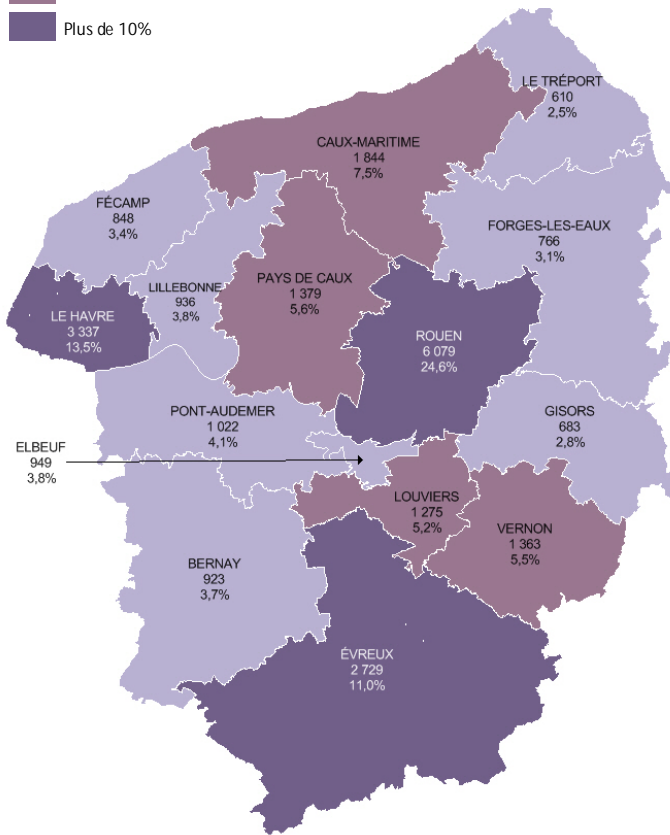 Plus de 10%
LE TRÉPORT
610
2,5%
CAUX-MARITIME
1 844
7,5%
FÉCAMP
848
3,4%
FORGES-LES-EAUX
766
3,1%
LILLEBONNE
936
3,8%
PAYS DE CAUX
1 379
5,6%
LE HAVRE
3 337
13,5%
ROUEN
6 079
24,6%
PONT-AUDEMER
1 022
4,1%
GISORS
683
2,8%
ELBEUF
949
3,8%
LOUVIERS
1 275
5,2%
VERNON
1 363
5,5%
BERNAY
923
3,7%
ÉVREUX
2 729
11,0%